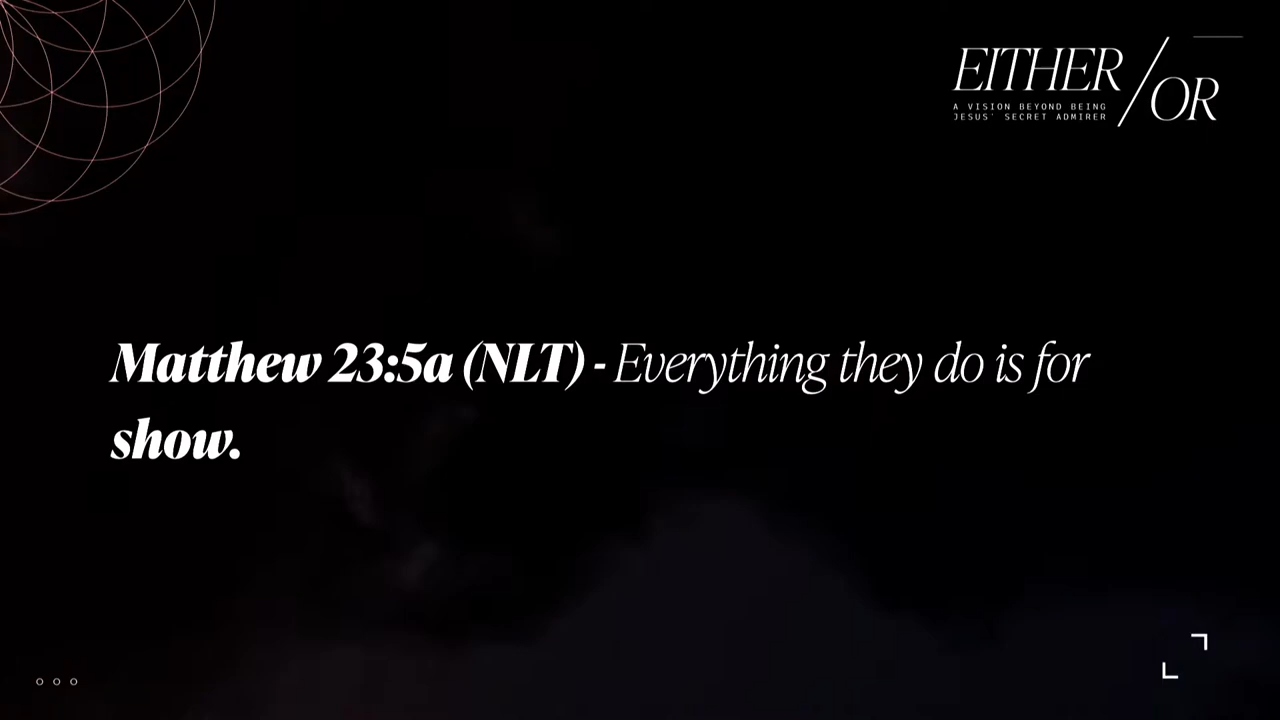 EITHER/OR
A VISION BEYOND BEING
JESUS' SECRET ADMIRER
Matthew 23:5a (NLT) - Everything they do is for
show.